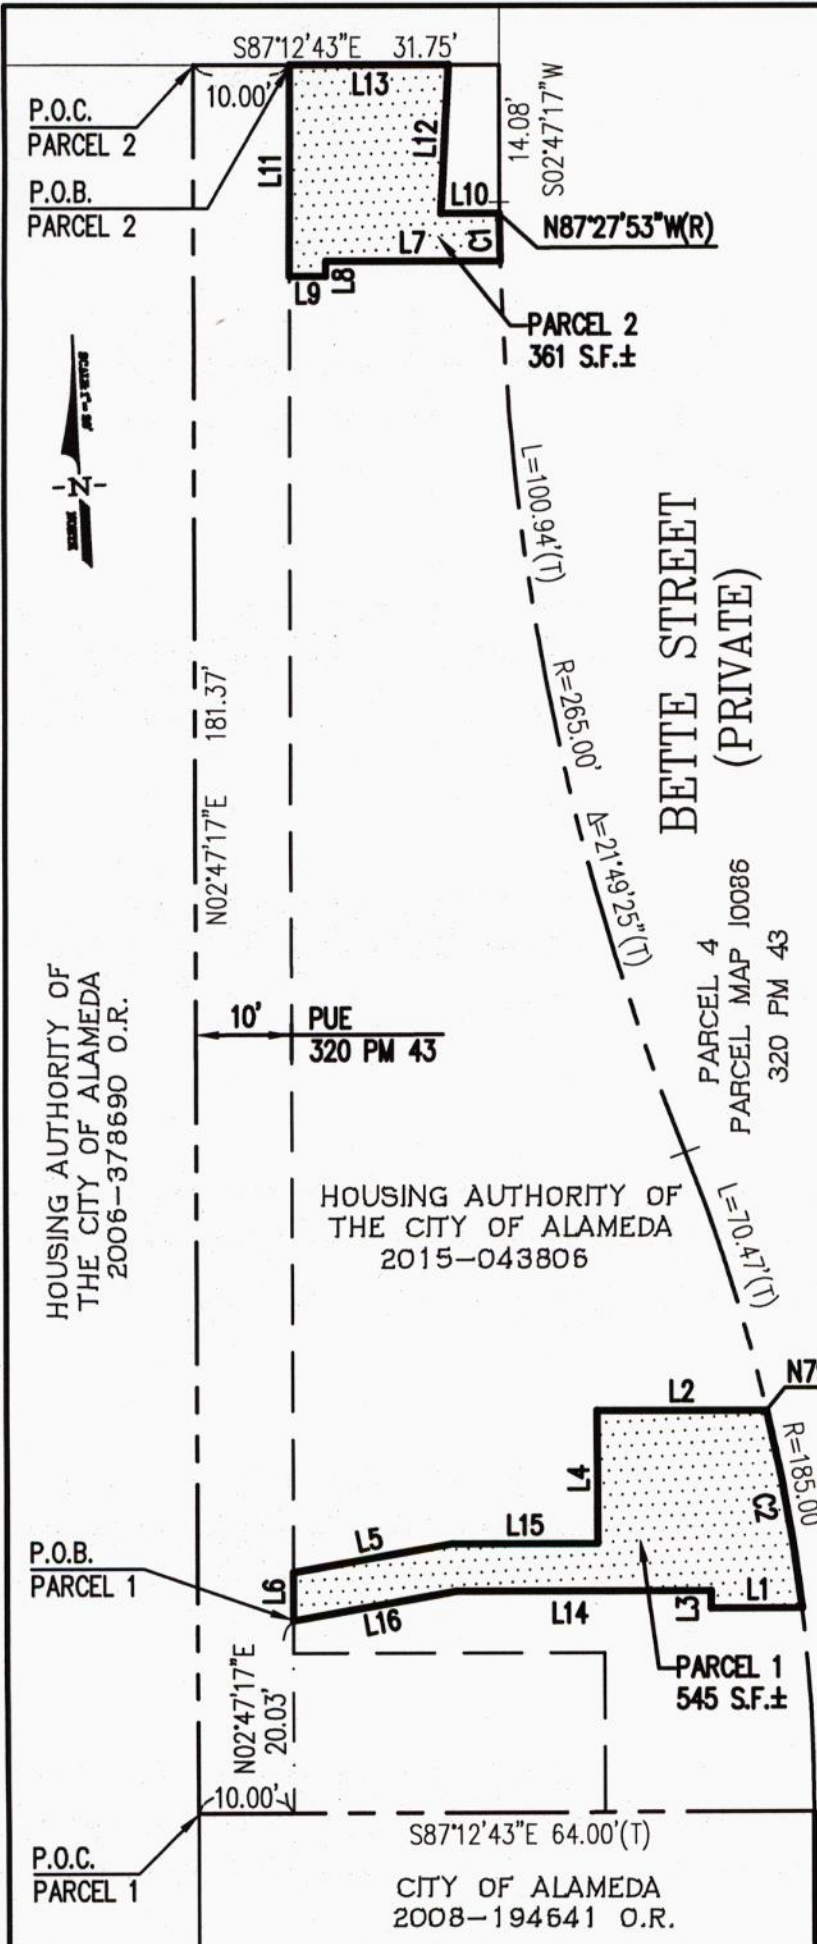 S87°12'43"E 31.75'
10.00'
P.O.C.
PARCEL 2
P.O.B.
PARCEL 2
L13
L12
L11
L10
14.08'
S02°47'17"W
N87°27'53"W(R)
L7
C1
L8
L9
PARCEL 2
361 S.F.±
N
L=100.94'(T)
R=265.00'
Δ=21°49'25"(T)
BETTE STREET
(PRIVATE)
N02°47'17"E 181.37'
PARCEL 4
PARCEL MAP 10086
320 PM 43
HOUSING AUTHORITY OF
THE CITY OF ALAMEDA
2006-378690 O.R.
10'
PUE
320 PM 43
HOUSING AUTHORITY OF
THE CITY OF ALAMEDA
2015-043806
L=70.47'(T)
N7
L2
R=185.00
L4
C2
L5
L15
P.O.B.
PARCEL 1
L6
L16
L14
L3
L1
PARCEL 1
545 S.F.±
N02°47'17"E
20.03'
10.00'
S87°12'43"E 64.00'(T)
P.O.C.
PARCEL 1
CITY OF ALAMEDA
2008-194641 O.R.